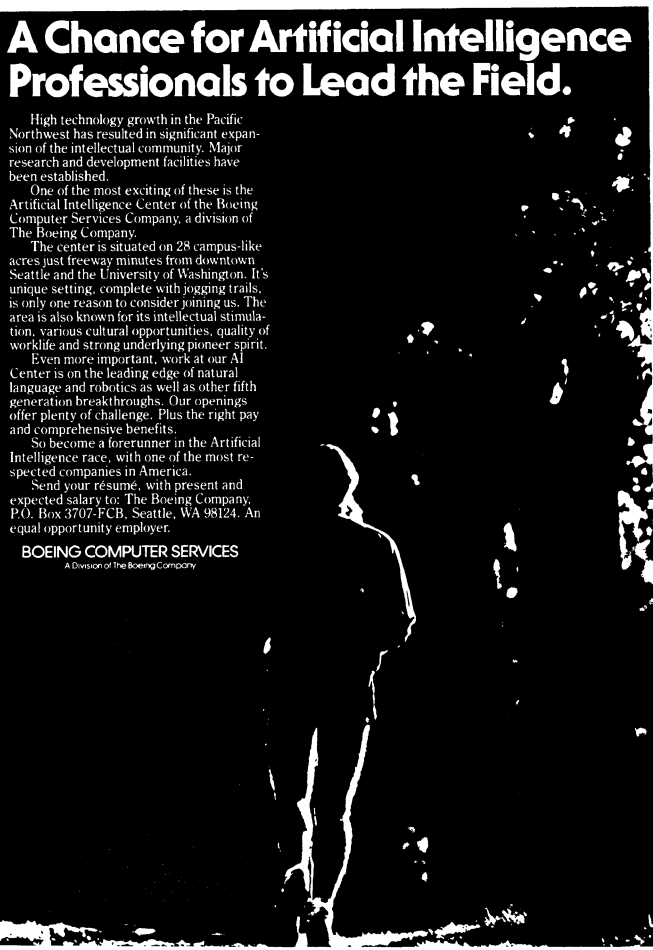 A Chance for Artificial Intelligence
Professionals to Lead the Field.
High technology growth in the Pacific
Northwest has resulted in significant expan-
sion of the intellectual community. Major
research and development facilities have
been established.
One of the most exciting of these is the
Artificial Intelligence Center of the Boeing
Computer Services Company, a division of
The Boeing Company.
The center is situated on 28 campus-like
acres just freeway minutes from downtown
Seattle and the University of Washington. It's
unique setting, complete with jogging trails,
is only one reason to consider joining us. The
area is also known for its intellectual stimula-
tion, various cultural opportunities, quality of
worklife and strong underlying pioneer spirit.
Even more important, work at our AI
Center is on the leading edge of natural
language and robotics as well as other fifth
generation breakthroughs. Our openings
offer plenty of challenge. Plus the right pay
and comprehensive benefits.
So become a forerunner in the Artificial
Intelligence race, with one of the most re-
spected companies in America.
Send your résumé, with present and
expected salary to: The Boeing Company,
P.O. Box 3707-FCB, Seattle, WA 98124. An
equal opportunity employer.
BOEING COMPUTER SERVICES
A Division of The Boeing Company